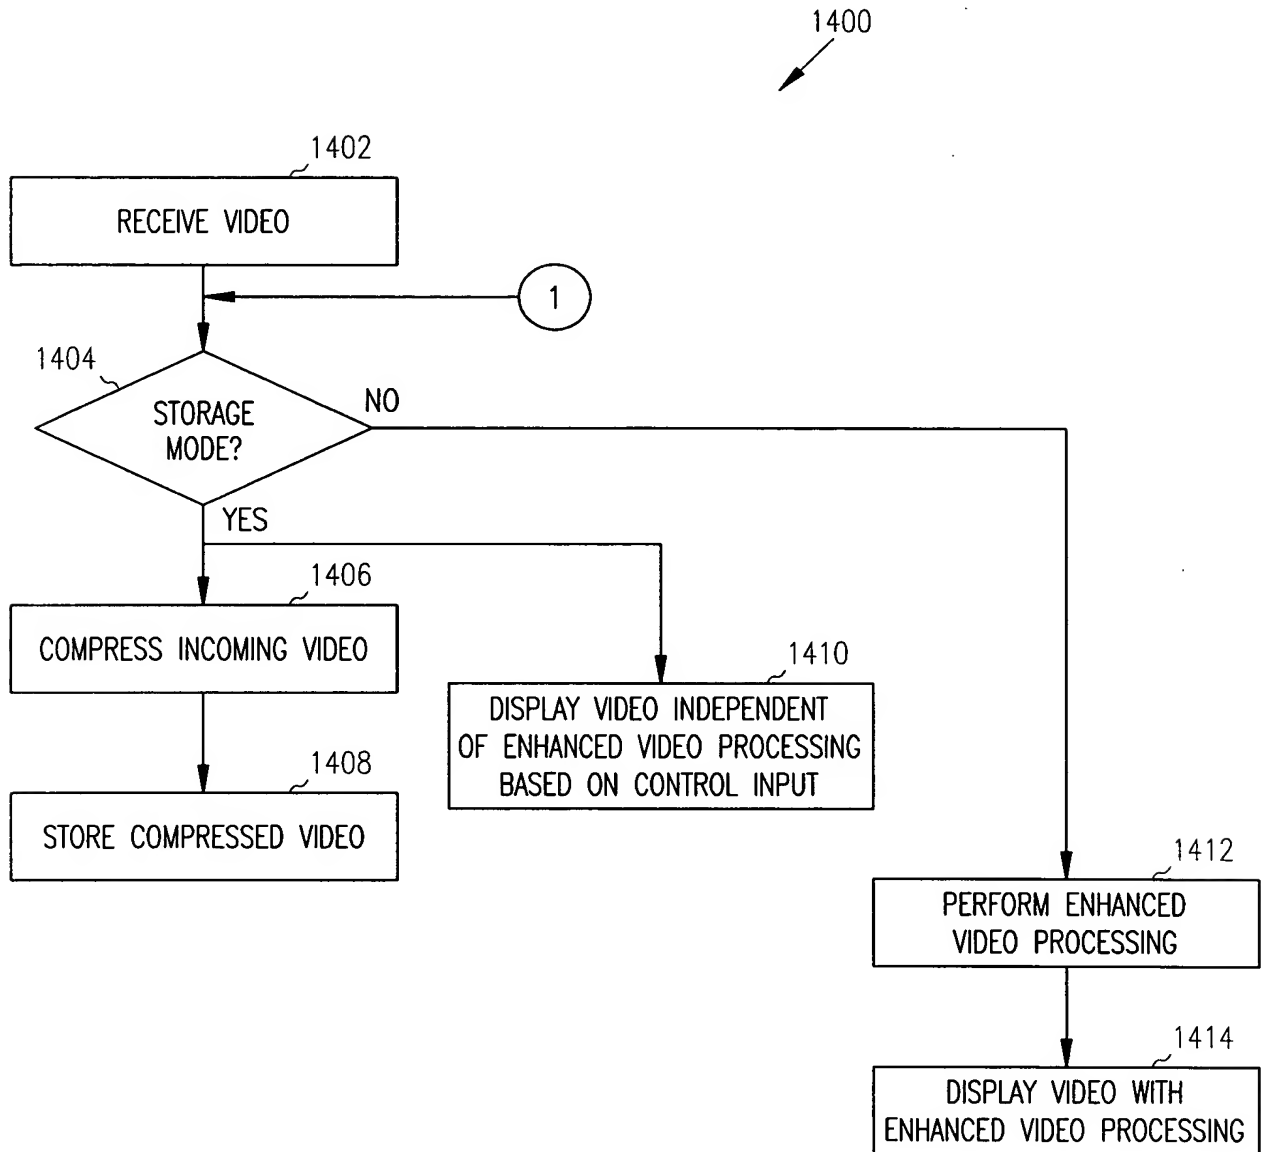 1400
1402
RECEIVE VIDEO
1
1404
STORAGE
MODE?
NO
YES
1406
COMPRESS INCOMING VIDEO
1408
STORE COMPRESSED VIDEO
1410
DISPLAY VIDEO INDEPENDENT
OF ENHANCED VIDEO PROCESSING
BASED ON CONTROL INPUT
1412
PERFORM ENHANCED
VIDEO PROCESSING
1414
DISPLAY VIDEO WITH
ENHANCED VIDEO PROCESSING